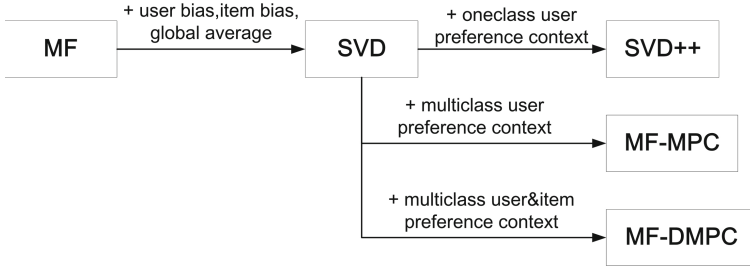 + user bias,item bias,
global average
MF
SVD
+ oneclass user
preference context
SVD++
+ multiclass user
preference context
MF-MPC
+ multiclass user&item
preference context
MF-DMPC